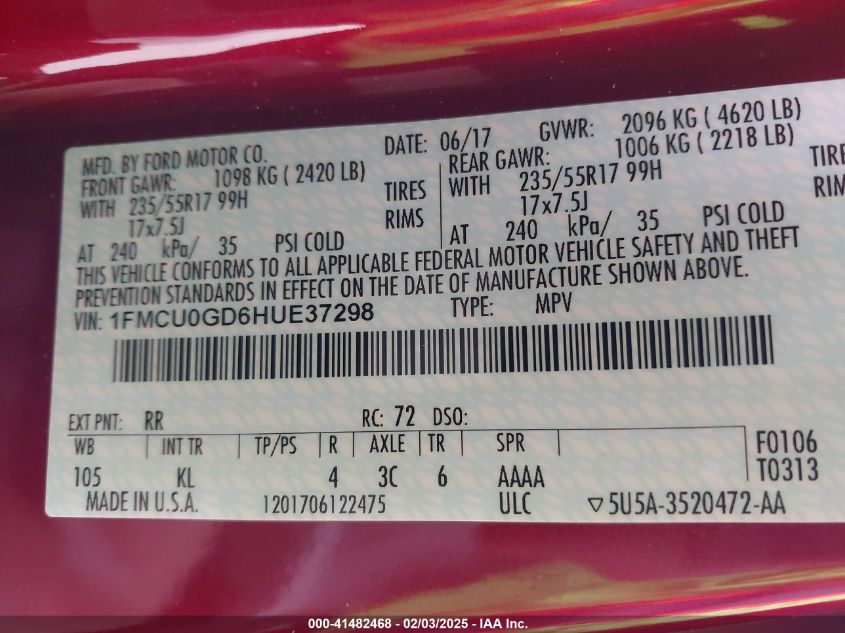 MFD. BY FORD MOTOR CO. DATE: 06/17 GVWR: 2096 KG ( 4620 LB)
FRONT GAWR: 1098 KG ( 2420 LB) REAR GAWR: 1006 KG ( 2218 LB)
WITH 235/55R17 99H TIRES WITH 235/55R17 99H TIRE
17x7.5J RIMS 17x7.5J RIM
AT 240 kPa/ 35 PSI COLD AT 240 kPa/ 35 PSI COLD
THIS VEHICLE CONFORMS TO ALL APPLICABLE FEDERAL MOTOR VEHICLE SAFETY AND THEFT
PREVENTION STANDARDS IN EFFECT ON THE DATE OF MANUFACTURE SHOWN ABOVE.
VIN: 1FMCU0GD6HUE37298 TYPE: MPV
EXT PNT: RR RC: 72 DSO:
WB INT TR TP/PS R AXLE TR SPR F0106
105 KL 4 3C 6 AAAA T0313
MADE IN U.S.A. 1201706122475 ULC ▽5U5A-3520472-AA
000-41482468 - 02/03/2025 - IAA Inc.